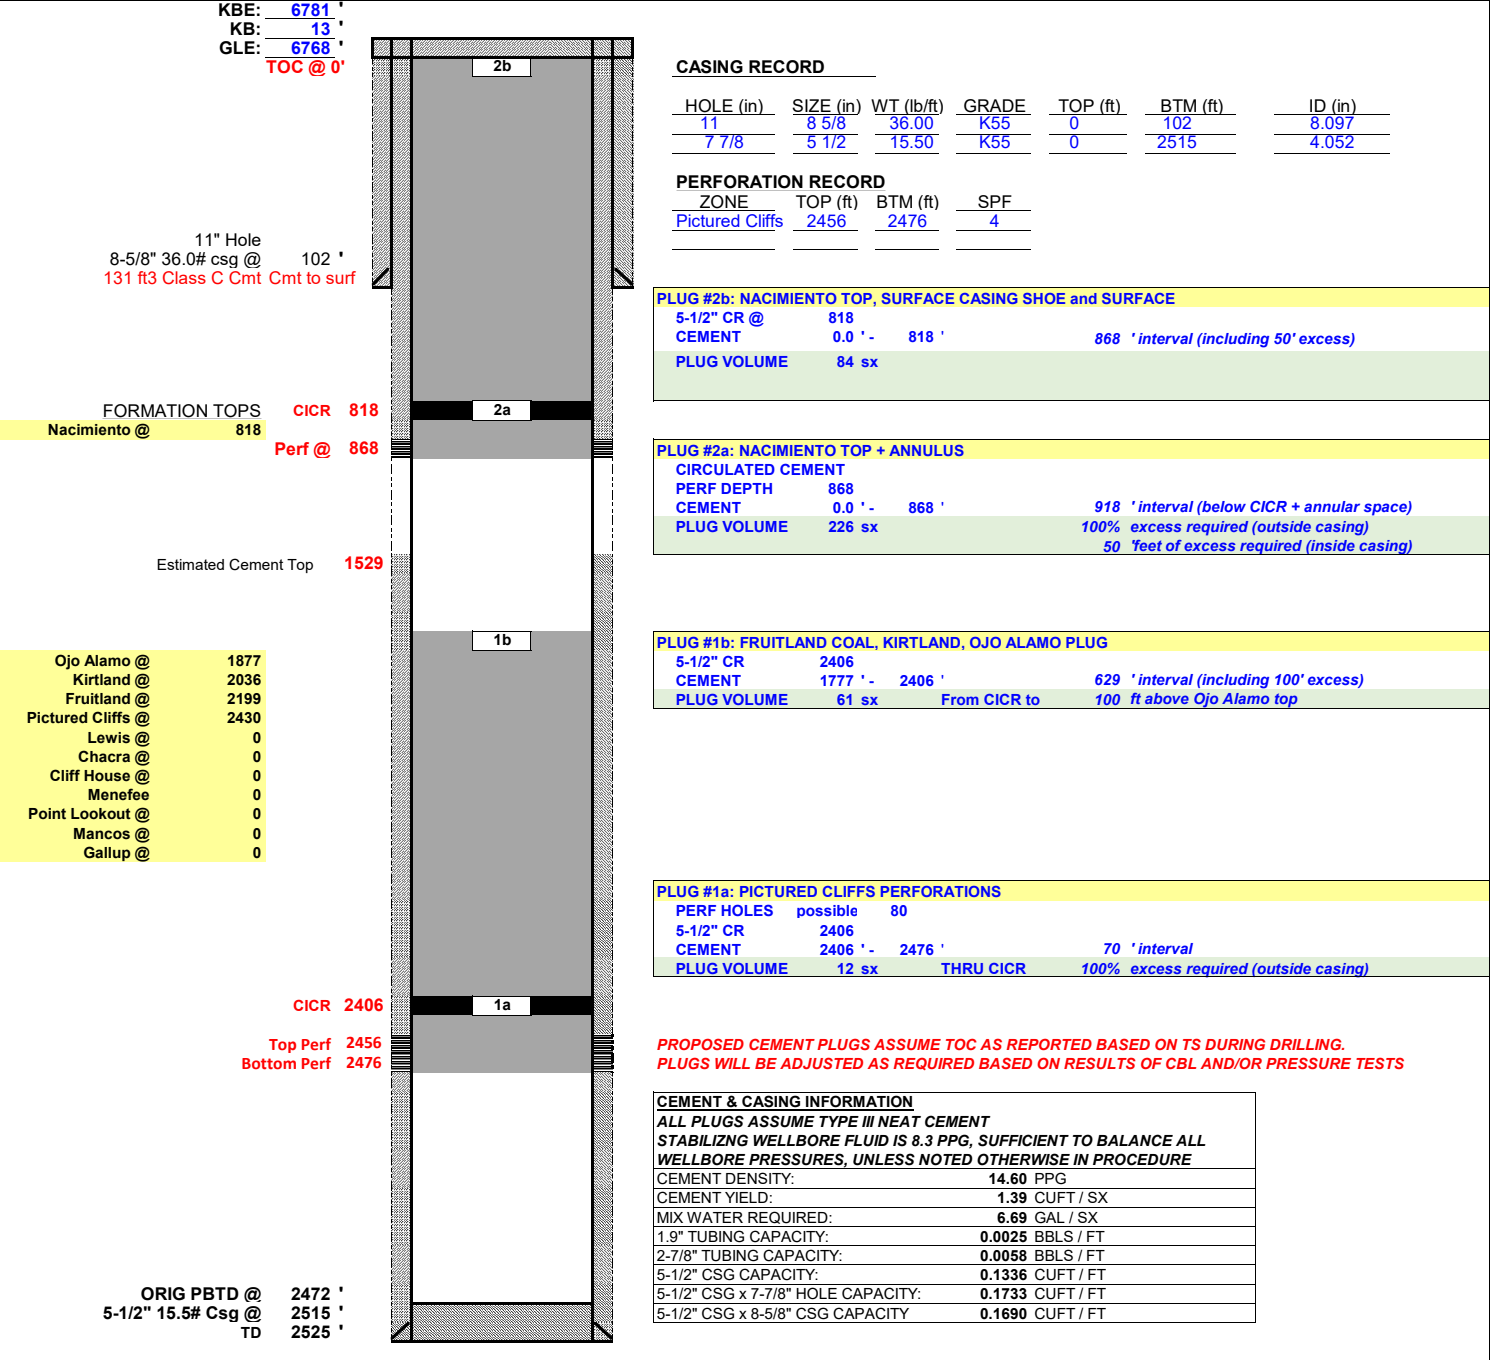 KBE: 6781 '
KB: 13 '
GLE: 6768 '
TOC @ 0'
2b
CASING RECORD
HOLE (in) SIZE (in) WT (lb/ft) GRADE TOP (ft) BTM (ft) ID (in)
11 8 5/8 36.00 K55 0 102 8.097
7 7/8 5 1/2 15.50 K55 0 2515 4.052
PERFORATION RECORD
ZONE TOP (ft) BTM (ft) SPF
Pictured Cliffs 2456 2476 4
11" Hole
8-5/8" 36.0# csg @ 102 '
131 ft3 Class C Cmt Cmt to surf
PLUG #2b: NACIMIENTO TOP, SURFACE CASING SHOE and SURFACE
5-1/2" CR @ 818
CEMENT 0.0 ' - 818 ' 868 ' interval (including 50' excess)
PLUG VOLUME 84 sx
FORMATION TOPS CICR 818 2a
Nacimiento @ 818
Perf @ 868
PLUG #2a: NACIMIENTO TOP + ANNULUS
CIRCULATED CEMENT
PERF DEPTH 868
CEMENT 0.0 ' - 868 ' 918 ' interval (below CICR + annular space)
PLUG VOLUME 226 sx 100% excess required (outside casing)
50 'feet of excess required (inside casing)
Estimated Cement Top 1529
1b
PLUG #1b: FRUITLAND COAL, KIRTLAND, OJO ALAMO PLUG
5-1/2" CR 2406
CEMENT 1777 ' - 2406 ' 629 ' interval (including 100' excess)
PLUG VOLUME 61 sx From CICR to 100 ft above Ojo Alamo top
Ojo Alamo @ 1877
Kirtland @ 2036
Fruitland @ 2199
Pictured Cliffs @ 2430
Lewis @ 0
Chacra @ 0
Cliff House @ 0
Menefee 0
Point Lookout @ 0
Mancos @ 0
Gallup @ 0
PLUG #1a: PICTURED CLIFFS PERFORATIONS
PERF HOLES possible 80
5-1/2" CR 2406
CEMENT 2406 ' - 2476 ' 70 ' interval
PLUG VOLUME 12 sx THRU CICR 100% excess required (outside casing)
CICR 2406 1a
Top Perf 2456
Bottom Perf 2476
PROPOSED CEMENT PLUGS ASSUME TOC AS REPORTED BASED ON TS DURING DRILLING.
PLUGS WILL BE ADJUSTED AS REQUIRED BASED ON RESULTS OF CBL AND/OR PRESSURE TESTS
CEMENT & CASING INFORMATION
ALL PLUGS ASSUME TYPE III NEAT CEMENT
STABILIZNG WELLBORE FLUID IS 8.3 PPG, SUFFICIENT TO BALANCE ALL
WELLBORE PRESSURES, UNLESS NOTED OTHERWISE IN PROCEDURE
CEMENT DENSITY: 14.60 PPG
CEMENT YIELD: 1.39 CUFT / SX
MIX WATER REQUIRED: 6.69 GAL / SX
1.9" TUBING CAPACITY: 0.0025 BBLS / FT
2-7/8" TUBING CAPACITY: 0.0058 BBLS / FT
5-1/2" CSG CAPACITY: 0.1336 CUFT / FT
5-1/2" CSG x 7-7/8" HOLE CAPACITY: 0.1733 CUFT / FT
5-1/2" CSG x 8-5/8" CSG CAPACITY 0.1690 CUFT / FT
ORIG PBTD @ 2472 '
5-1/2" 15.5# Csg @ 2515 '
TD 2525 '